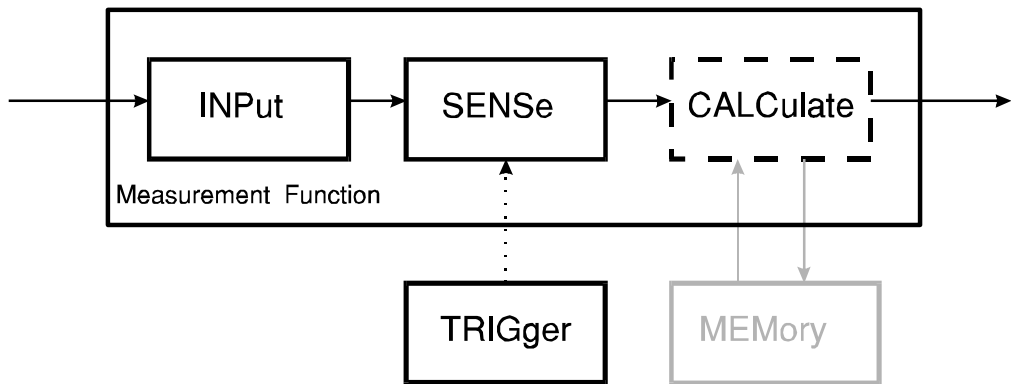 INPut
SENSe
CALCulate
Measurement Function
TRIGger
MEMory